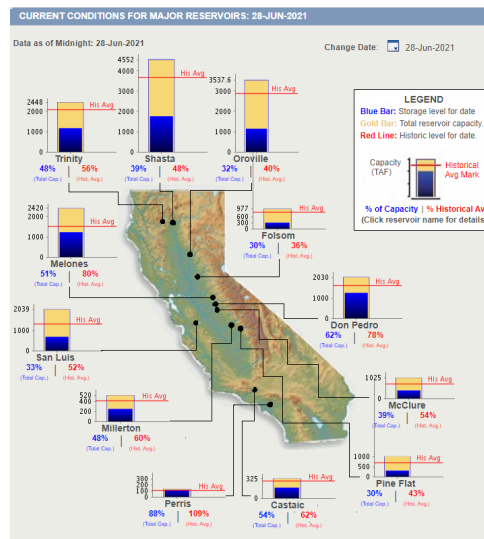 CURRENT CONDITIONS FOR MAJOR RESERVOIRS: 28-JUN-2021
Data as of Midnight: 28-Jun-2021
Change Date: 28-Jun-2021
2448
2000
1000
0
His Avg
Trinity
48% | 56%
(Total Cap.) (Hist. Avg.)
4552
4000
3000
2000
1000
0
His Avg
Shasta
39% | 48%
(Total Cap.) (Hist. Avg.)
3537.6
3000
2000
1000
0
His Avg
Oroville
32% | 40%
(Total Cap.) (Hist. Avg.)
LEGEND
Blue Bar: Storage level for date
Gold Bar: Total reservoir capacity.
Red Line: Historic level for date.
Capacity
(TAF)
Historical
Avg Mark
% of Capacity | % Historical Av
(Click reservoir name for details
2420
2000
1000
0
His Avg
Melones
51% | 80%
(Total Cap.) (Hist. Avg.)
977
600
300
0
His Avg
Folsom
30% | 36%
(Total Cap.) (Hist. Avg.)
2030
1000
0
His Avg
Don Pedro
62% | 78%
(Total Cap.) (Hist. Avg.)
2039
1000
0
His Avg
San Luis
33% | 52%
(Total Cap.) (Hist. Avg.)
1025
0
His Avg
McClure
39% | 54%
(Total Cap.) (Hist. Avg.)
520
400
200
0
His Avg
Millerton
48% | 60%
(Total Cap.) (Hist. Avg.)
1000
500
0
His Avg
Pine Flat
30% | 43%
(Total Cap.) (Hist. Avg.)
300
200
100
0
His Avg
Perris
88% | 109%
(Total Cap.) (Hist. Avg.)
325
0
His Avg
Castaic
54% | 62%
(Total Cap.) (Hist. Avg.)